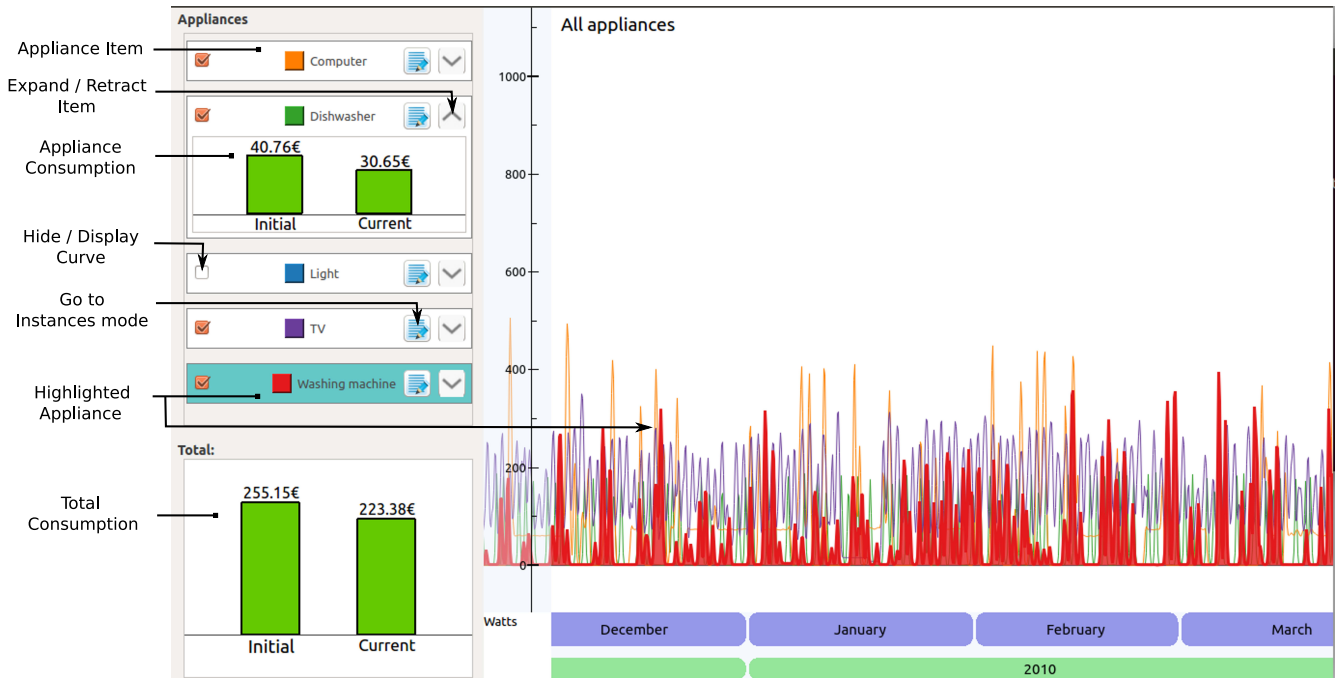 Appliances
All appliances
Appliance Item
Computer
Expand / Retract
Item
Dishwasher
Appliance
Consumption
40.76€
30.65€
Initial
Current
Hide / Display
Curve
Light
Go to
Instances mode
TV
Highlighted
Appliance
Washing machine
Total:
Total
Consumption
255.15€
223.38€
Initial
Current
1000
800
600
400
200
0
Watts
December
January
February
March
2010